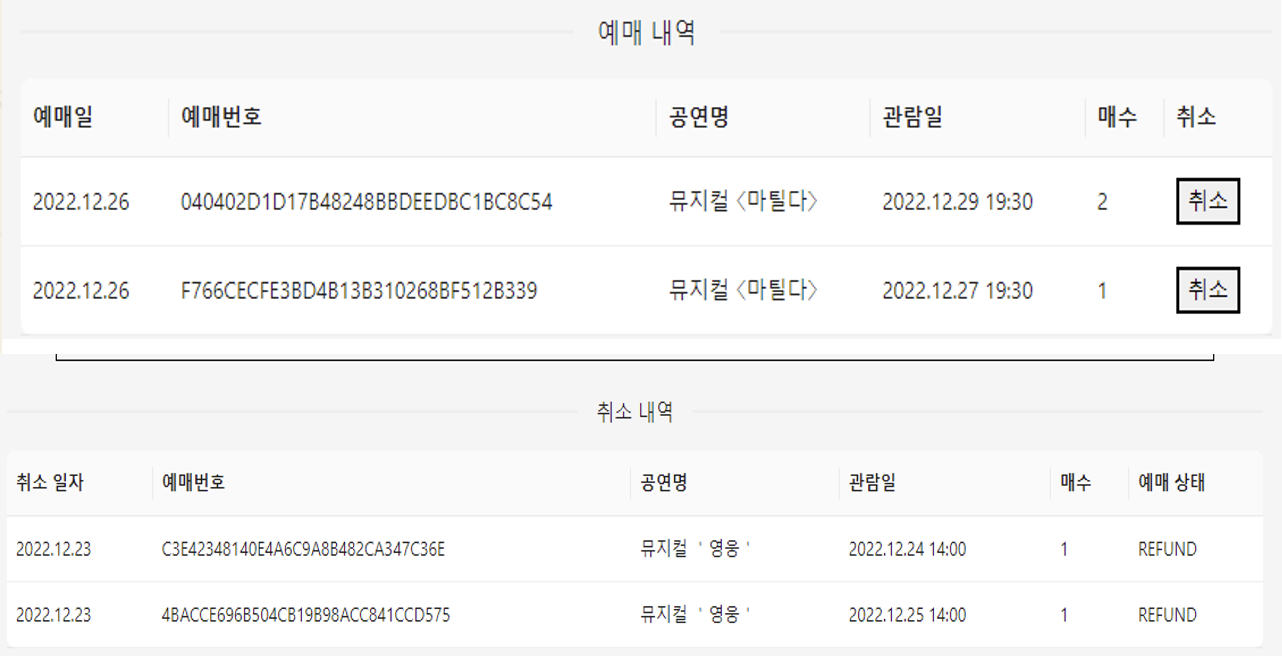 예매 내역
예매일 예매번호 공연명 관람일 매수 취소
2022.12.26 040402D1D17B48248BBDEEDBC1BC8C54 뮤지컬 〈마틸다〉 2022.12.29 19:30 2 취소
2022.12.26 F766CECFE3BD4B13B310268BF512B339 뮤지컬 〈마틸다〉 2022.12.27 19:30 1 취소
취소 내역
취소 일자 예매번호 공연명 관람일 매수 예매 상태
2022.12.23 C3E42348140E4A6C9A8B482CA347C36E 뮤지컬 ' 영웅 ' 2022.12.24 14:00 1 REFUND
2022.12.23 4BACCE696B504CB19B98ACC841CCD575 뮤지컬 ' 영웅 ' 2022.12.25 14:00 1 REFUND